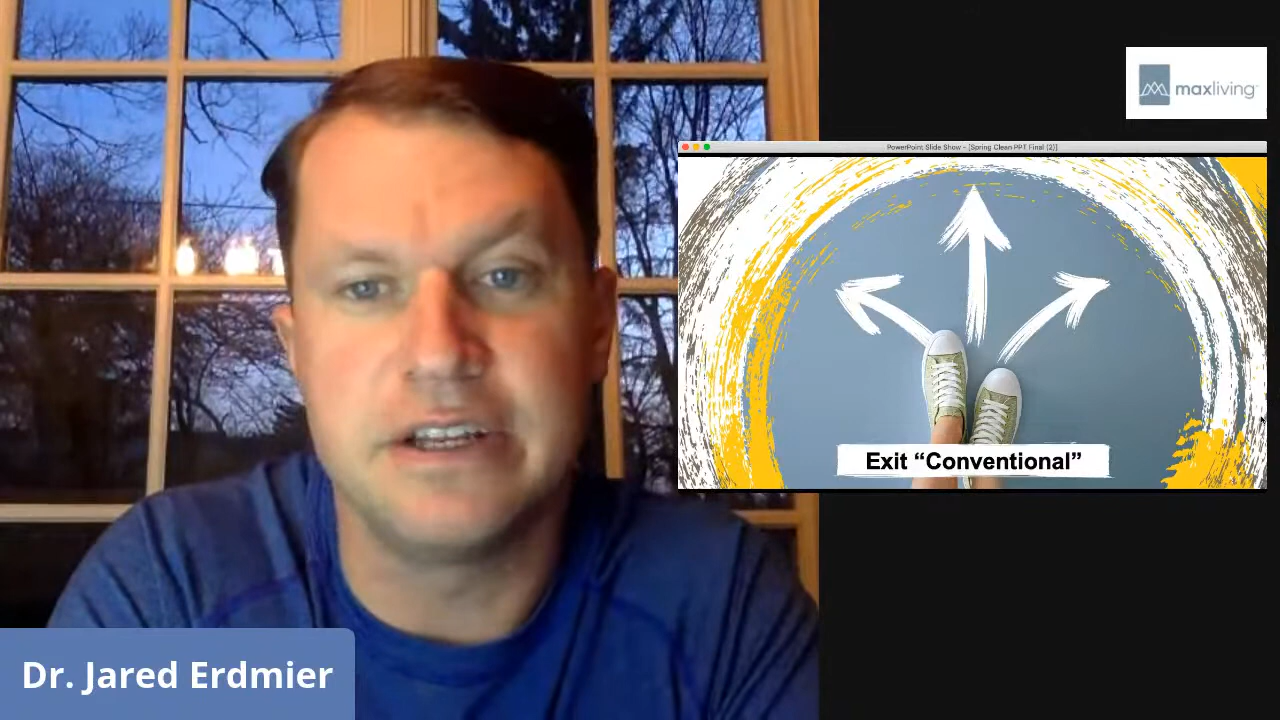 maxliving
PowerPoint Slide Show - [Spring Clean PPT Final (2)]
Exit “Conventional”
Dr. Jared Erdmier